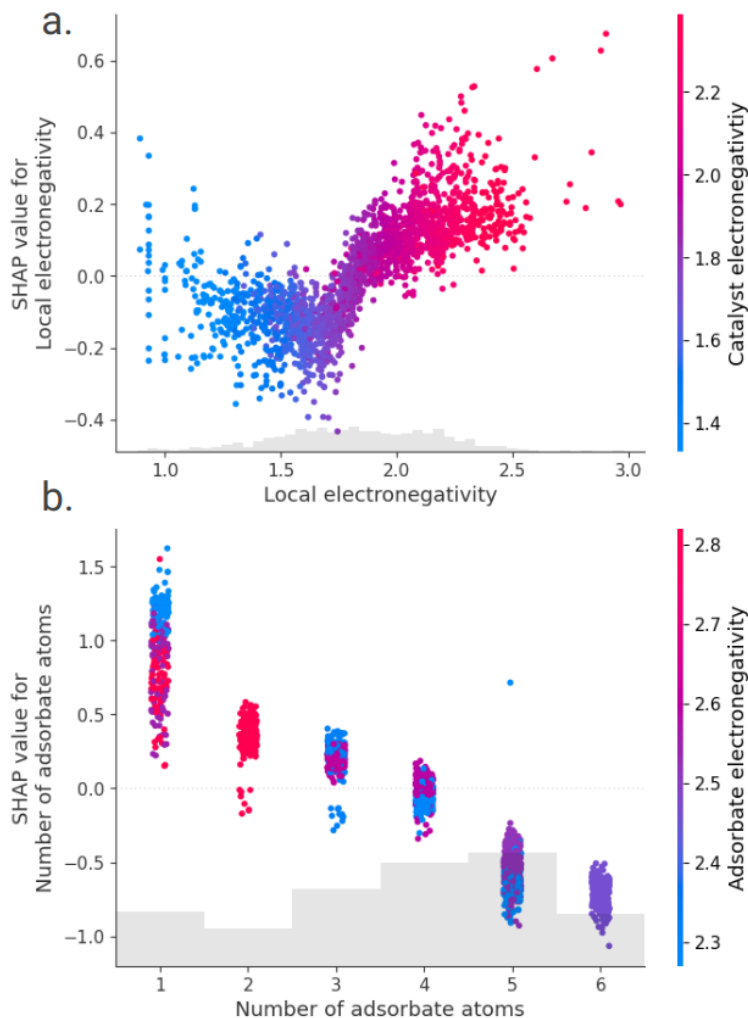 a.
SHAP value for
Local electronegativity
0.6
0.4
0.2
0.0
−0.2
−0.4
1.0 1.5 2.0 2.5 3.0
Local electronegativity
2.2
2.0
1.8
1.6
1.4
Catalyst electronegativtiy
b.
SHAP value for
Number of adsorbate atoms
1.5
1.0
0.5
0.0
−0.5
−1.0
1 2 3 4 5 6
Number of adsorbate atoms
2.8
2.7
2.6
2.5
2.4
2.3
Adsorbate electronegativity